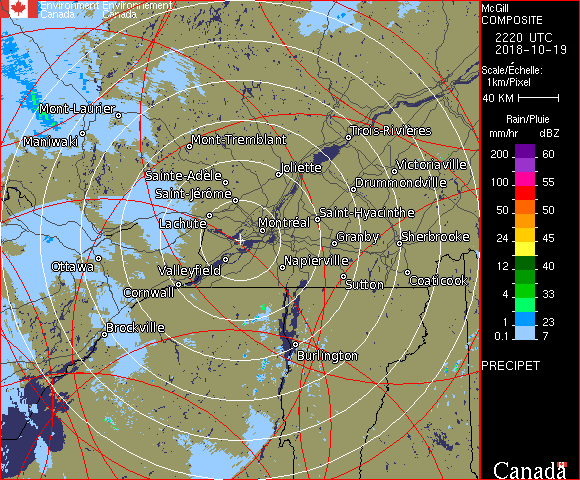 Environment Environnement
Canada Canada
McGill
COMPOSITE
2220 UTC
2018-10-19
Scale/Échelle:
1km/Pixel
40 KM
Rain/Pluie
mm/hr dBZ
200 60
100 55
50 50
24 45
12 40
4 33
1 23
0.1 7
PRECIPET
Canada
Mont-Laurier
Maniwaki
Mont-Tremblant
Trois-Rivières
Sainte-Adèle
Joliette
Victoriaville
Saint-Jérôme
Drummondville
Lachute
Saint-Hyacinthe
Montréal
Granby
Sherbrooke
Ottawa
Valleyfield
Napierville
Cornwall
Sutton
Coaticook
Brockville
Burlington